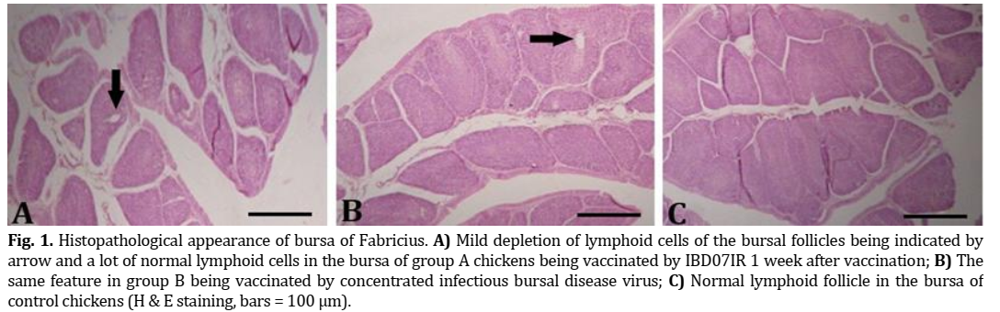 A
B
C
Fig. 1. Histopathological appearance of bursa of Fabricius. A) Mild depletion of lymphoid cells of the bursal follicles being indicated by
arrow and a lot of normal lymphoid cells in the bursa of group A chickens being vaccinated by IBD07IR 1 week after vaccination; B) The
same feature in group B being vaccinated by concentrated infectious bursal disease virus; C) Normal lymphoid follicle in the bursa of
control chickens (H & E staining, bars = 100 μm).